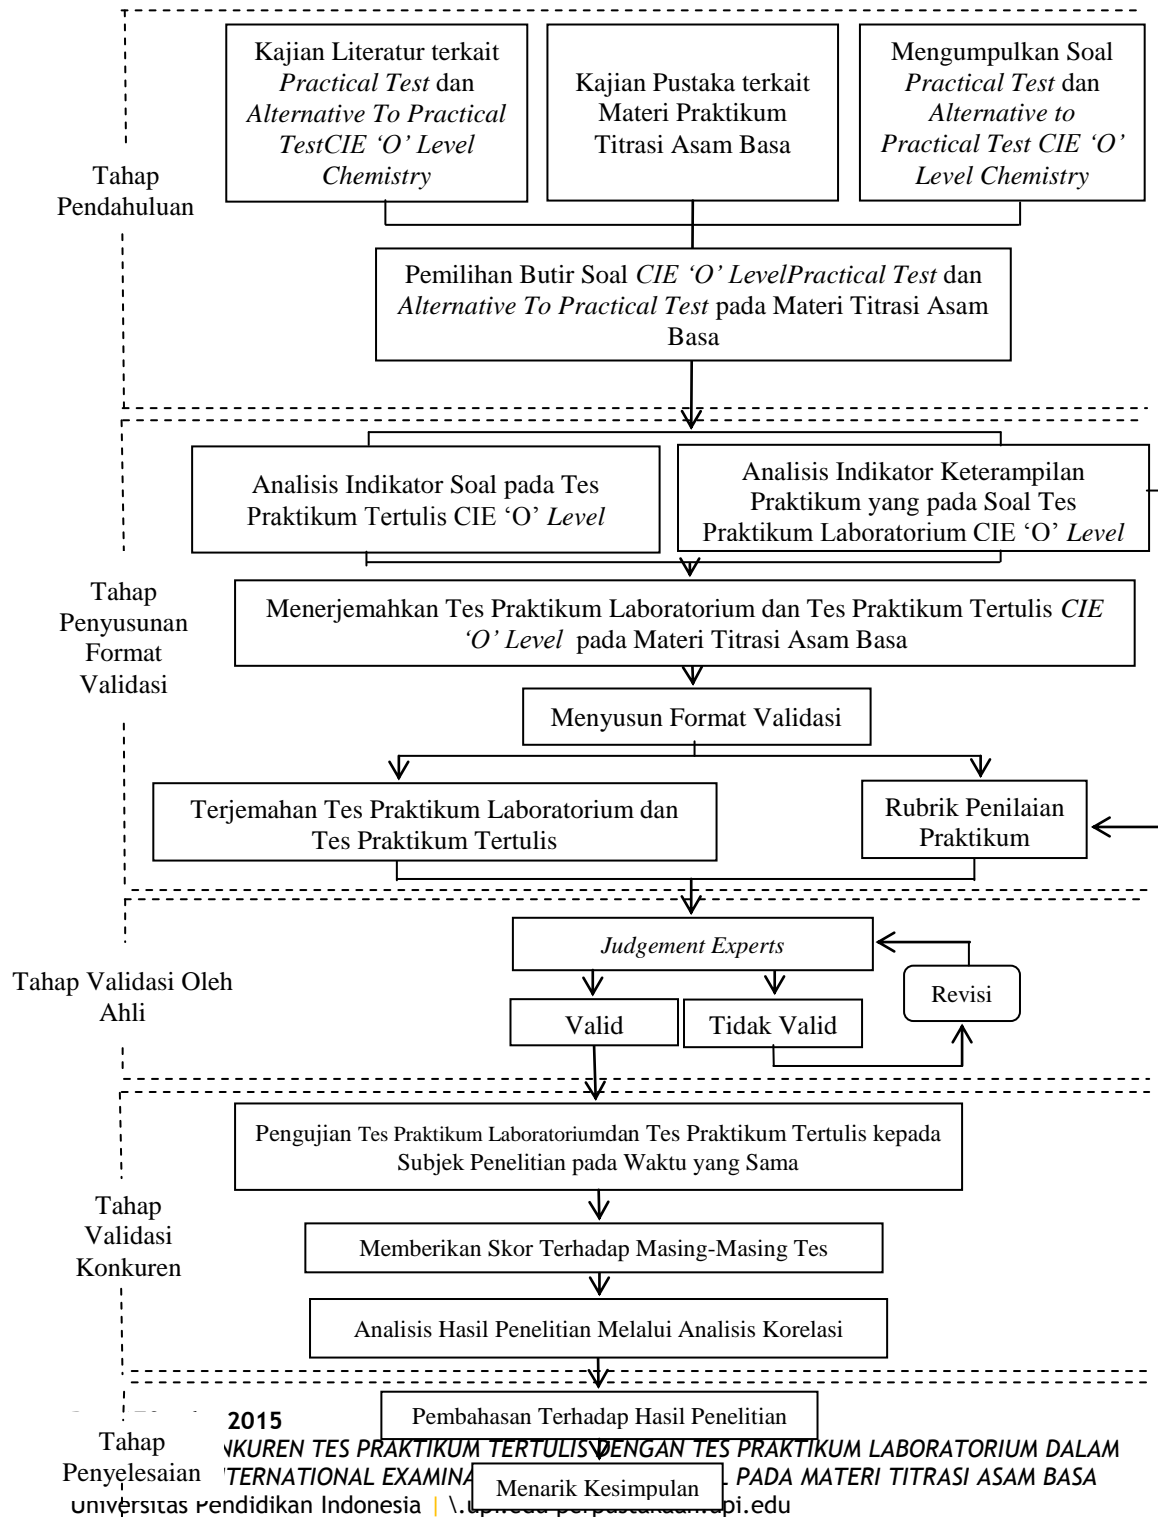 Kajian Literatur terkait
Practical Test dan
Alternative To Practical
TestCIE ‘O’ Level
Chemistry
Kajian Pustaka terkait
Materi Praktikum
Titrasi Asam Basa
Mengumpulkan Soal
Practical Test dan
Alternative to
Practical Test CIE ‘O’
Level Chemistry
Tahap
Pendahuluan
Pemilihan Butir Soal CIE ‘O’ LevelPractical Test dan
Alternative To Practical Test pada Materi Titrasi Asam
Basa
Analisis Indikator Soal pada Tes
Praktikum Tertulis CIE ‘O’ Level
Analisis Indikator Keterampilan
Praktikum yang pada Soal Tes
Praktikum Laboratorium CIE ‘O’ Level
Tahap
Penyusunan
Format
Validasi
Menerjemahkan Tes Praktikum Laboratorium dan Tes Praktikum Tertulis CIE
‘O’ Level pada Materi Titrasi Asam Basa
Menyusun Format Validasi
Terjemahan Tes Praktikum Laboratorium dan
Tes Praktikum Tertulis
Rubrik Penilaian
Praktikum
Tahap Validasi Oleh
Ahli
Judgement Experts
Revisi
Valid
Tidak Valid
Pengujian Tes Praktikum Laboratoriumdan Tes Praktikum Tertulis kepada
Subjek Penelitian pada Waktu yang Sama
Tahap
Validasi
Konkuren
Memberikan Skor Terhadap Masing-Masing Tes
Analisis Hasil Penelitian Melalui Analisis Korelasi
Pembahasan Terhadap Hasil Penelitian
2015
Tahap
Penyelesaian
NKUREN TES PRAKTIKUM TERTULIS DENGAN TES PRAKTIKUM LABORATORIUM DALAM
TERNATIONAL EXAMINA L PADA MATERI TITRASI ASAM BASA
Menarik Kesimpulan
Universitas Pendidikan Indonesia | \.upi.edu perpustakaan.upi.edu